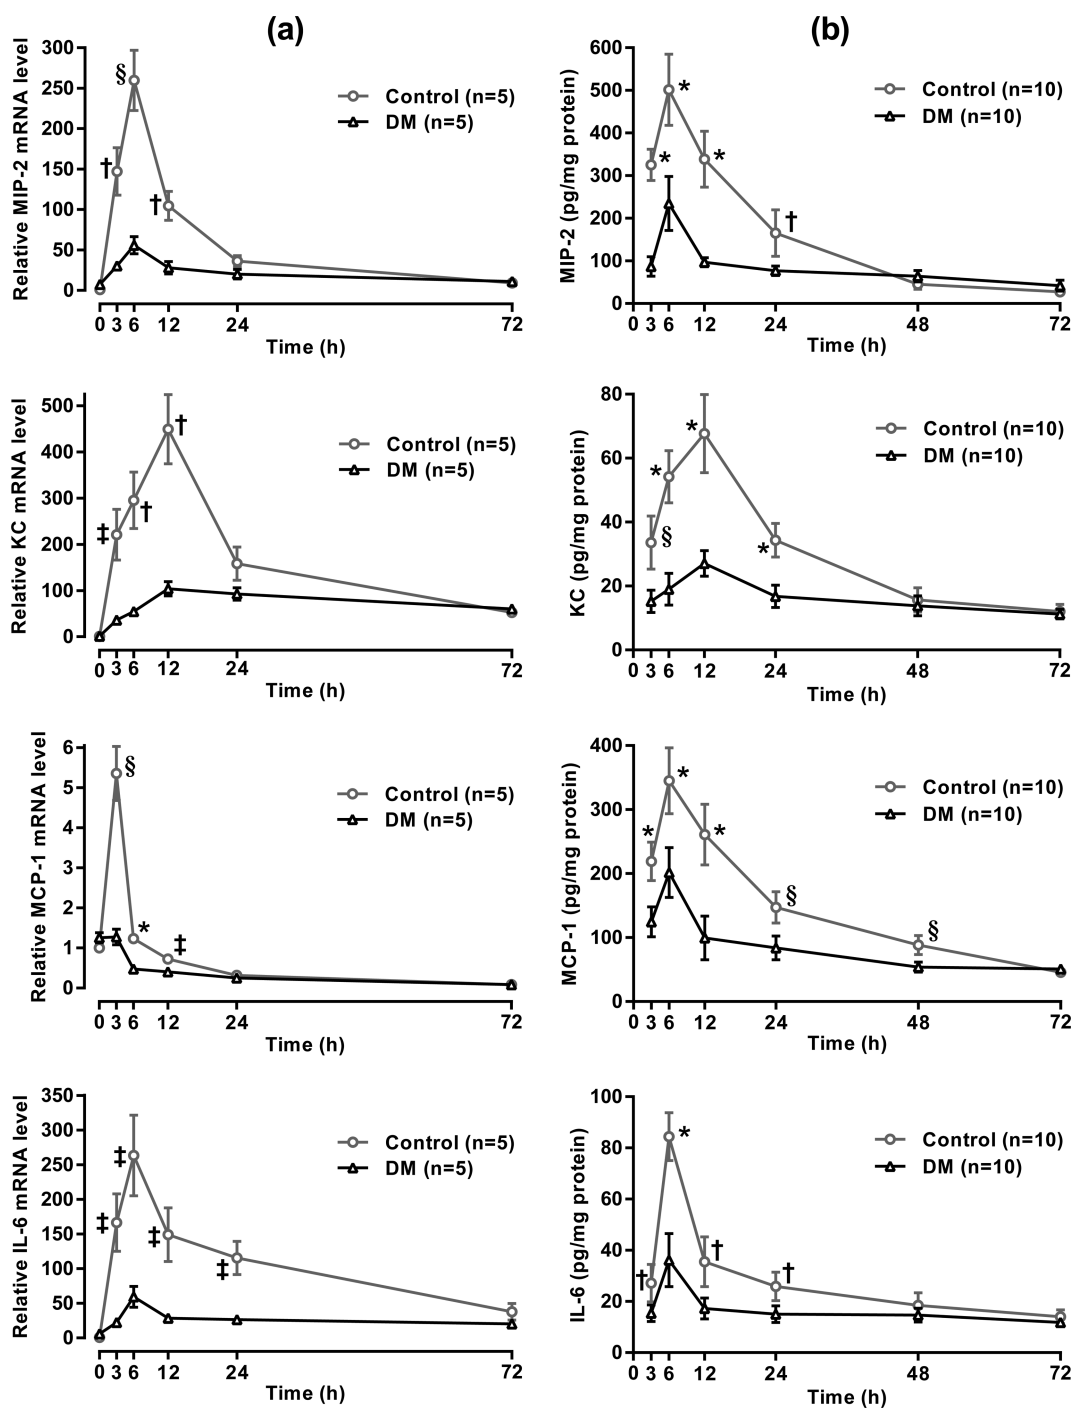 (a)
(b)
Relative MIP-2 mRNA level
300
250
200
150
100
50
0
§
†
†
Control (n=5)
DM (n=5)
0 3 6 12 24 72
Time (h)
MIP-2 (pg/mg protein)
600
500
400
300
200
100
0
*
*
*
†
Control (n=10)
DM (n=10)
0 3 6 12 24 48 72
Time (h)
Relative KC mRNA level
500
400
300
200
100
0
†
†
‡
Control (n=5)
DM (n=5)
0 3 6 12 24 72
Time (h)
KC (pg/mg protein)
80
60
40
20
0
*
*
§
*
Control (n=10)
DM (n=10)
0 3 6 12 24 48 72
Time (h)
Relative MCP-1 mRNA level
6
5
4
3
2
1
0
§
*
‡
Control (n=5)
DM (n=5)
0 3 6 12 24 72
Time (h)
MCP-1 (pg/mg protein)
400
300
200
100
0
*
*
*
§
§
Control (n=10)
DM (n=10)
0 3 6 12 24 48 72
Time (h)
Relative IL-6 mRNA level
350
300
250
200
150
100
50
0
‡
‡
‡
‡
Control (n=5)
DM (n=5)
0 3 6 12 24 72
Time (h)
IL-6 (pg/mg protein)
100
80
60
40
20
0
*
†
†
†
Control (n=10)
DM (n=10)
0 3 6 12 24 48 72
Time (h)